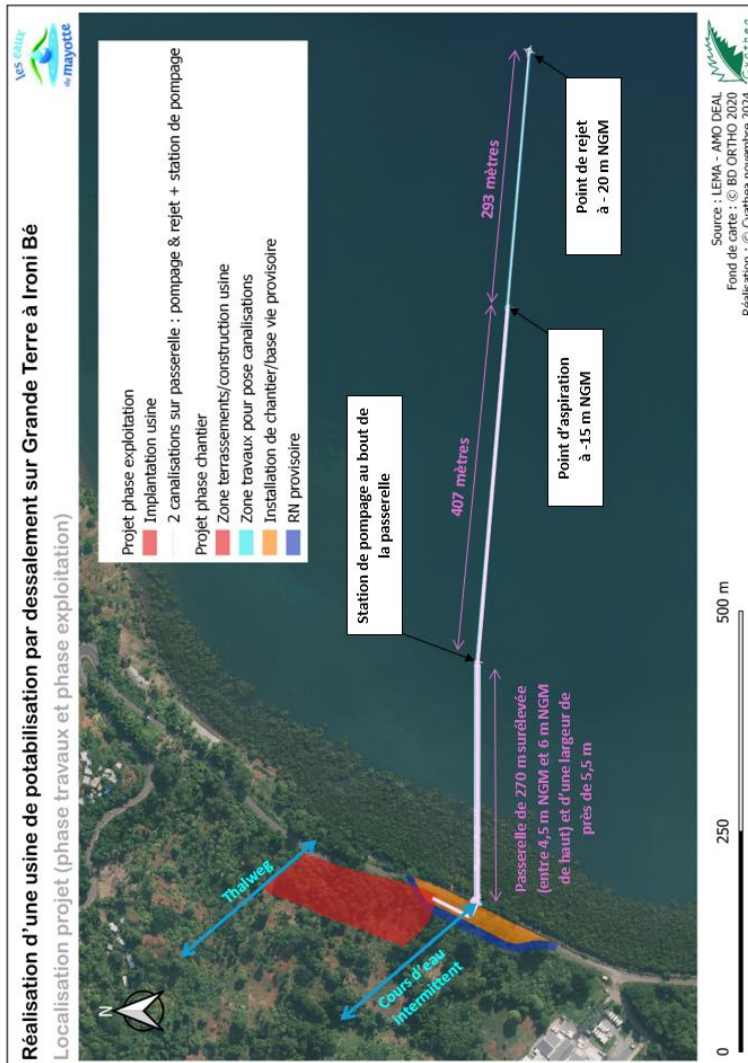 Réalisation d'une usine de potabilisation par dessalement sur Grande Terre à Ironi Bé
Localisation projet (phase travaux et phase exploitation)
les eaux
de mayotte
N
Projet phase exploitation
Implantation usine
2 canalisations sur passerelle : pompage & rejet + station de pompage
Projet phase chantier
Zone terrassements/construction usine
Zone travaux pour pose canalisations
Installation de chantier/base vie provisoire
RN provisoire
Thalweg
Cours d'eau
intermittent
Station de pompage au bout de
la passerelle
407 mètres
293 mètres
Passerelle de 270 m surélevée
(entre 4,5 m NGM et 6 m NGM
de haut) et d'une largeur de
près de 5,5 m
Point d'aspiration
à -15 m NGM
Point de rejet
à - 20 m NGM
0
250
500 m
Source : LEMA - AMO DEAL
Fond de carte : © BD ORTHO 2020
Réalisation : © Cyathea novembre 2024
Cyathea